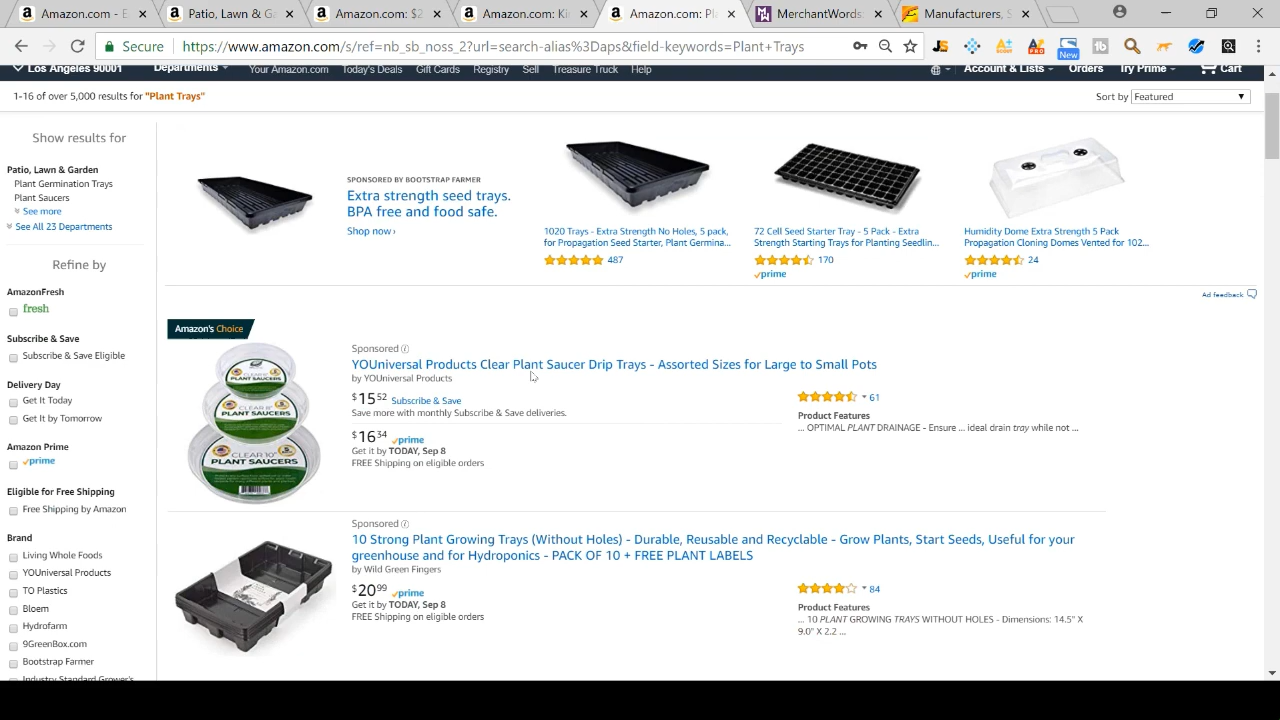 Amazon.com - E
Patio, Lawn & G
Amazon.com: $2
Amazon.com: Ki
Amazon.com: Pl
MerchantWords:
Manufacturers, S
Secure https://www.amazon.com/s/ref=nb_sb_noss_2?url=search-alias%3Daps&field-keywords=Plant+Trays
New
Los Angeles 90001
Departments
Your Amazon.com
Today's Deals
Gift Cards
Registry
Sell
Treasure Truck
Help
Account & Lists
Orders
Try Prime
Cart
1-16 of over 5,000 results for "Plant Trays"
Sort by Featured
Show results for
Patio, Lawn & Garden
Plant Germination Trays
Plant Saucers
See more
See All 23 Departments
Refine by
AmazonFresh
fresh
Subscribe & Save
Subscribe & Save Eligible
Delivery Day
Get It Today
Get It by Tomorrow
Amazon Prime
prime
Eligible for Free Shipping
Free Shipping by Amazon
Brand
Living Whole Foods
YOUniversal Products
TO Plastics
Bloem
Hydrofarm
9GreenBox.com
Bootstrap Farmer
Industry Standard Grower's
SPONSORED BY BOOTSTRAP FARMER
Extra strength seed trays.
BPA free and food safe.
Shop now ›
1020 Trays - Extra Strength No Holes, 5 pack,
for Propagation Seed Starter, Plant Germina...
487
72 Cell Seed Starter Tray - 5 Pack - Extra
Strength Starting Trays for Planting Seedlin...
170
prime
Humidity Dome Extra Strength 5 Pack
Propagation Cloning Domes Vented for 102...
24
prime
Ad feedback
Amazon's Choice
PLANT SAUCERS
PLANT SAUCERS
CLEAR 10"
PLANT SAUCERS
Sponsored
YOUniversal Products Clear Plant Saucer Drip Trays - Assorted Sizes for Large to Small Pots
by YOUniversal Products
$15 52 Subscribe & Save
Save more with monthly Subscribe & Save deliveries.
$16 34 prime
Get it by TODAY, Sep 8
FREE Shipping on eligible orders
61
Product Features
... OPTIMAL PLANT DRAINAGE - Ensure ... ideal drain tray while not ...
Sponsored
10 Strong Plant Growing Trays (Without Holes) - Durable, Reusable and Recyclable - Grow Plants, Start Seeds, Useful for your
greenhouse and for Hydroponics - PACK OF 10 + FREE PLANT LABELS
by Wild Green Fingers
$20 99 prime
Get it by TODAY, Sep 8
FREE Shipping on eligible orders
84
Product Features
... 10 PLANT GROWING TRAYS WITHOUT HOLES - Dimensions: 14.5" X
9.0" X 2.2 ...